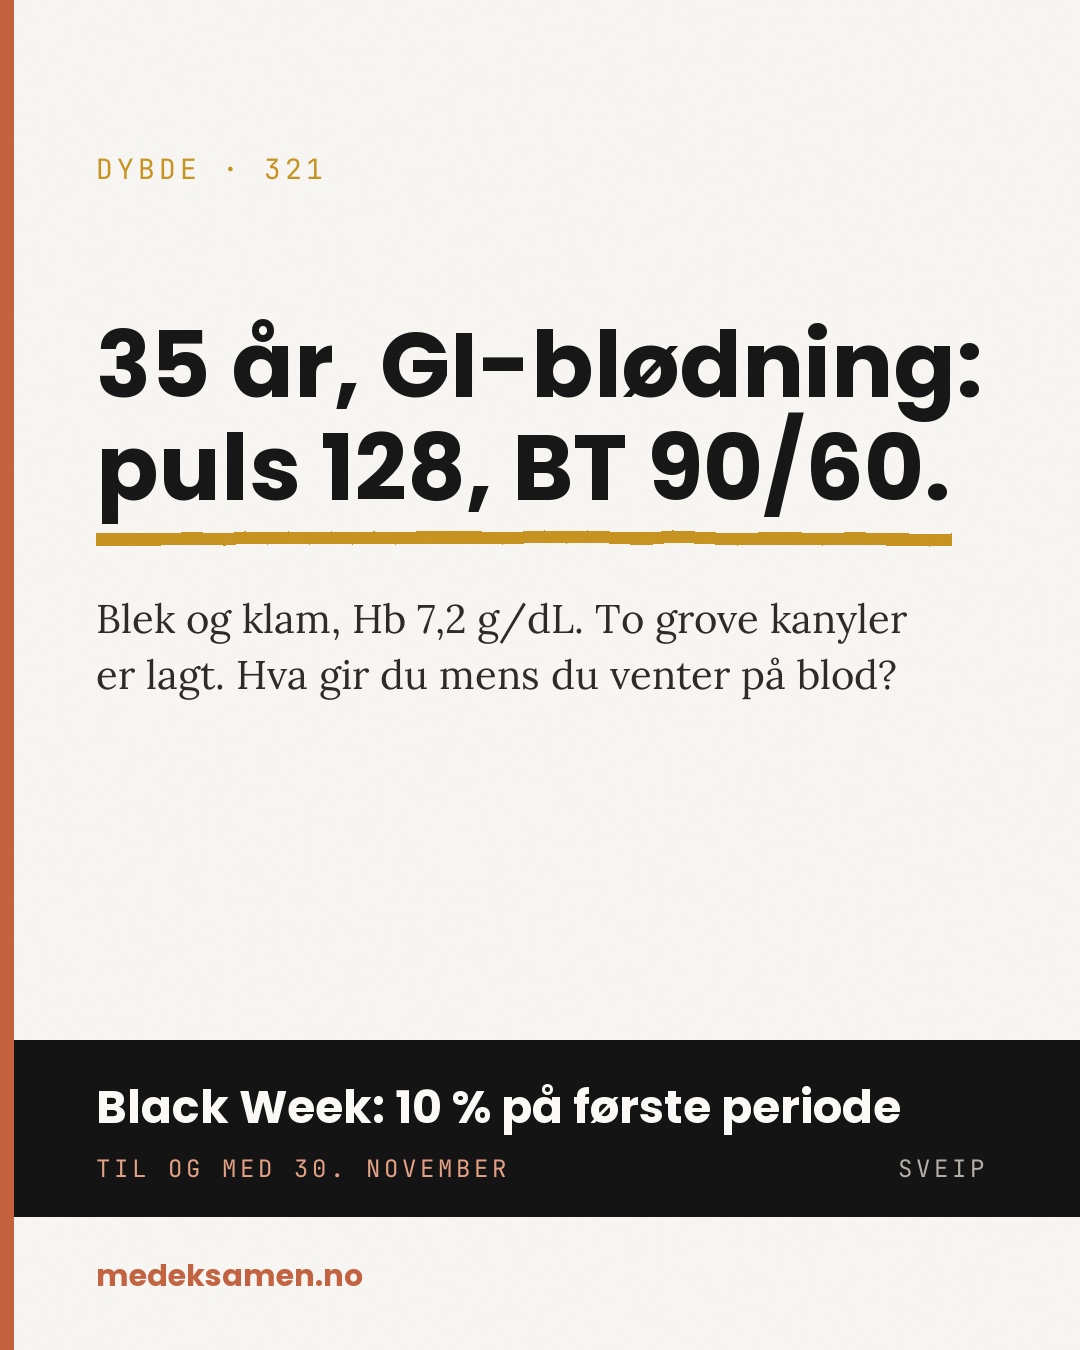 DYBDE · 321
35 år, GI-blødning:
puls 128, BT 90/60.
Blek og klam, Hb 7,2 g/dL. To grove kanyler
er lagt. Hva gir du mens du venter på blod?
Black Week: 10 % på første periode
TIL OG MED 30. NOVEMBER
SVEIP
medeksamen.no